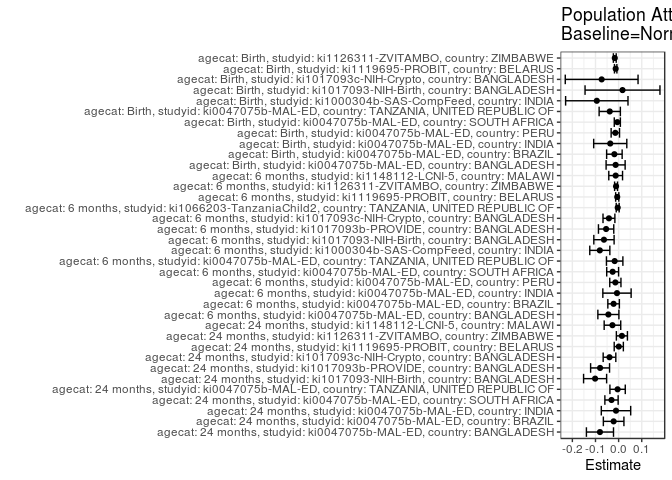 Population Att
Baseline=Norr
agecat: Birth, studyid: ki1126311-ZVITAMBO, country: ZIMBABWE
agecat: Birth, studyid: ki1119695-PROBIT, country: BELARUS
agecat: Birth, studyid: ki1017093c-NIH-Crypto, country: BANGLADESH
agecat: Birth, studyid: ki1017093-NIH-Birth, country: BANGLADESH
agecat: Birth, studyid: ki1000304b-SAS-CompFeed, country: INDIA
agecat: Birth, studyid: ki0047075b-MAL-ED, country: TANZANIA, UNITED REPUBLIC OF
agecat: Birth, studyid: ki0047075b-MAL-ED, country: SOUTH AFRICA
agecat: Birth, studyid: ki0047075b-MAL-ED, country: PERU
agecat: Birth, studyid: ki0047075b-MAL-ED, country: INDIA
agecat: Birth, studyid: ki0047075b-MAL-ED, country: BRAZIL
agecat: Birth, studyid: ki0047075b-MAL-ED, country: BANGLADESH
agecat: 6 months, studyid: ki1148112-LCNI-5, country: MALAWI
agecat: 6 months, studyid: ki1126311-ZVITAMBO, country: ZIMBABWE
agecat: 6 months, studyid: ki1119695-PROBIT, country: BELARUS
agecat: 6 months, studyid: ki1066203-TanzaniaChild2, country: TANZANIA, UNITED REPUBLIC OF
agecat: 6 months, studyid: ki1017093c-NIH-Crypto, country: BANGLADESH
agecat: 6 months, studyid: ki1017093b-PROVIDE, country: BANGLADESH
agecat: 6 months, studyid: ki1017093-NIH-Birth, country: BANGLADESH
agecat: 6 months, studyid: ki1000304b-SAS-CompFeed, country: INDIA
agecat: 6 months, studyid: ki0047075b-MAL-ED, country: TANZANIA, UNITED REPUBLIC OF
agecat: 6 months, studyid: ki0047075b-MAL-ED, country: SOUTH AFRICA
agecat: 6 months, studyid: ki0047075b-MAL-ED, country: PERU
agecat: 6 months, studyid: ki0047075b-MAL-ED, country: INDIA
agecat: 6 months, studyid: ki0047075b-MAL-ED, country: BRAZIL
agecat: 6 months, studyid: ki0047075b-MAL-ED, country: BANGLADESH
agecat: 24 months, studyid: ki1148112-LCNI-5, country: MALAWI
agecat: 24 months, studyid: ki1126311-ZVITAMBO, country: ZIMBABWE
agecat: 24 months, studyid: ki1119695-PROBIT, country: BELARUS
agecat: 24 months, studyid: ki1017093c-NIH-Crypto, country: BANGLADESH
agecat: 24 months, studyid: ki1017093b-PROVIDE, country: BANGLADESH
agecat: 24 months, studyid: ki1017093-NIH-Birth, country: BANGLADESH
agecat: 24 months, studyid: ki0047075b-MAL-ED, country: TANZANIA, UNITED REPUBLIC OF
agecat: 24 months, studyid: ki0047075b-MAL-ED, country: SOUTH AFRICA
agecat: 24 months, studyid: ki0047075b-MAL-ED, country: INDIA
agecat: 24 months, studyid: ki0047075b-MAL-ED, country: BRAZIL
agecat: 24 months, studyid: ki0047075b-MAL-ED, country: BANGLADESH
-0.2 -0.1 0.0 0.1
Estimate